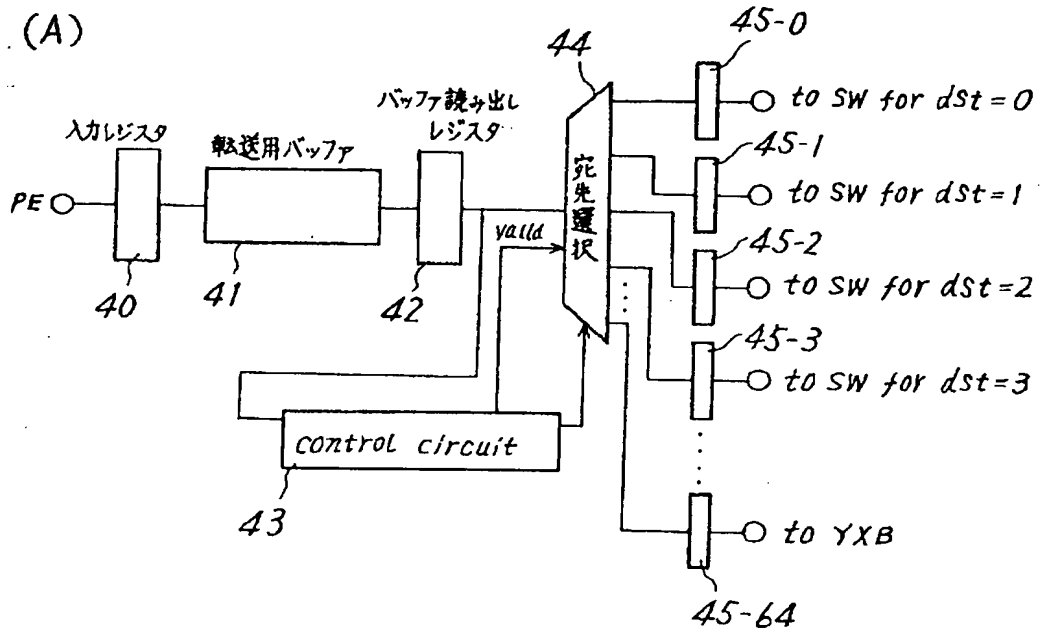 (A)
入力レジスタ
転送用バッファ
バッファ読み出し
レジスタ
44
45-0
to SW for dst=0
PE
40
41
42
valid
宛先選択
45-1
to SW for dst=1
45-2
to SW for dst=2
45-3
to SW for dst=3
control circuit
43
to YXB
45-64